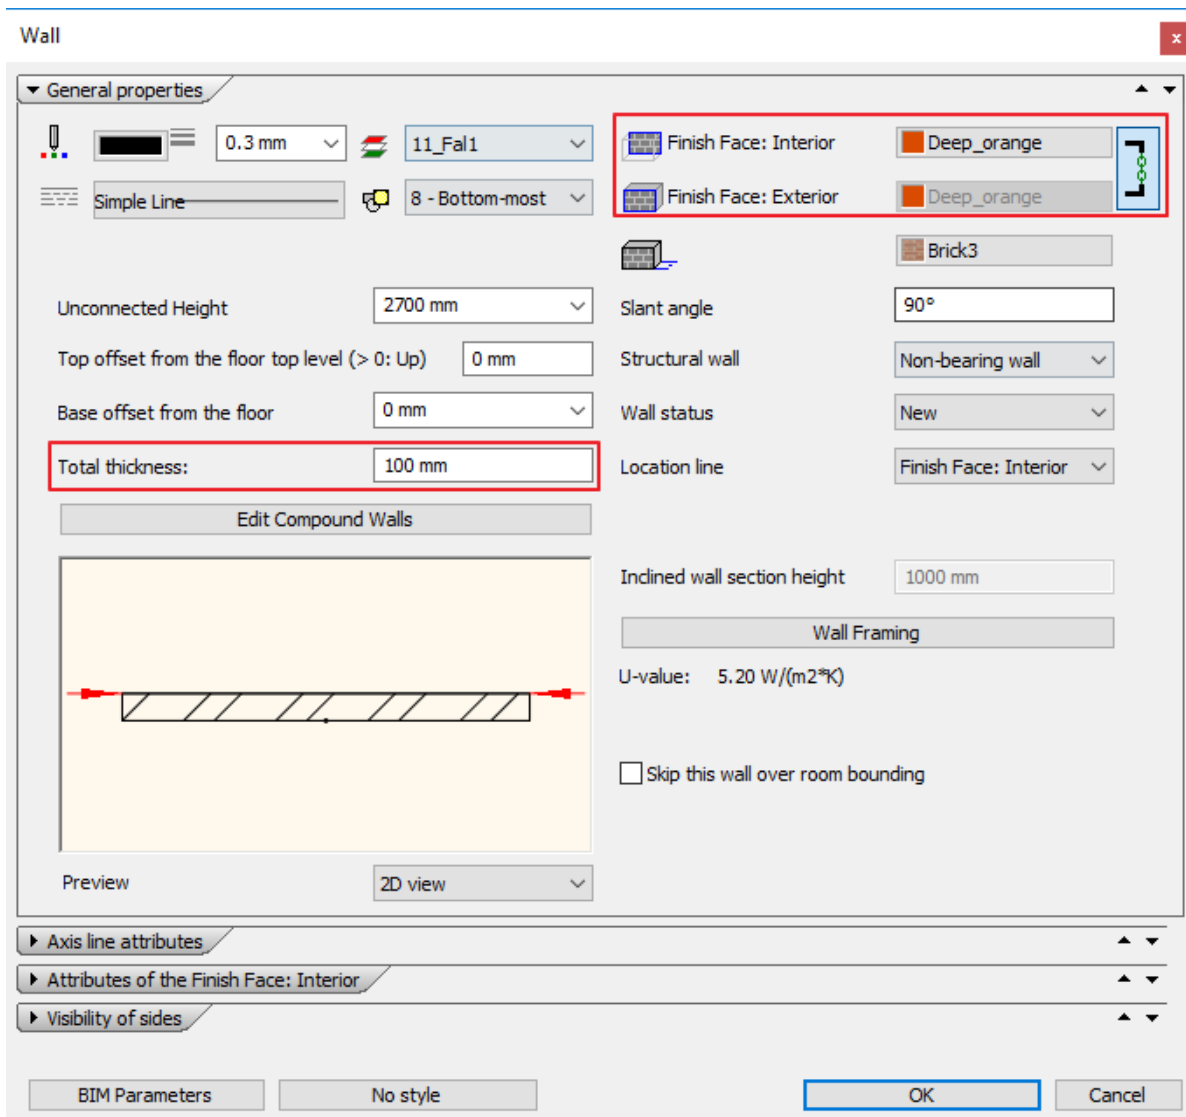 Wall
x
General properties
0.3 mm
11_Fal1
Finish Face: Interior
Deep_orange
Simple Line
8 - Bottom-most
Finish Face: Exterior
Deep_orange
Brick3
Unconnected Height
2700 mm
Slant angle
90°
Top offset from the floor top level (> 0: Up)
0 mm
Structural wall
Non-bearing wall
Base offset from the floor
0 mm
Wall status
New
Total thickness:
100 mm
Location line
Finish Face: Interior
Edit Compound Walls
Inclined wall section height
1000 mm
Wall Framing
U-value: 5.20 W/(m2*K)
Skip this wall over room bounding
Preview
2D view
Axis line attributes
Attributes of the Finish Face: Interior
Visibility of sides
BIM Parameters
No style
OK
Cancel